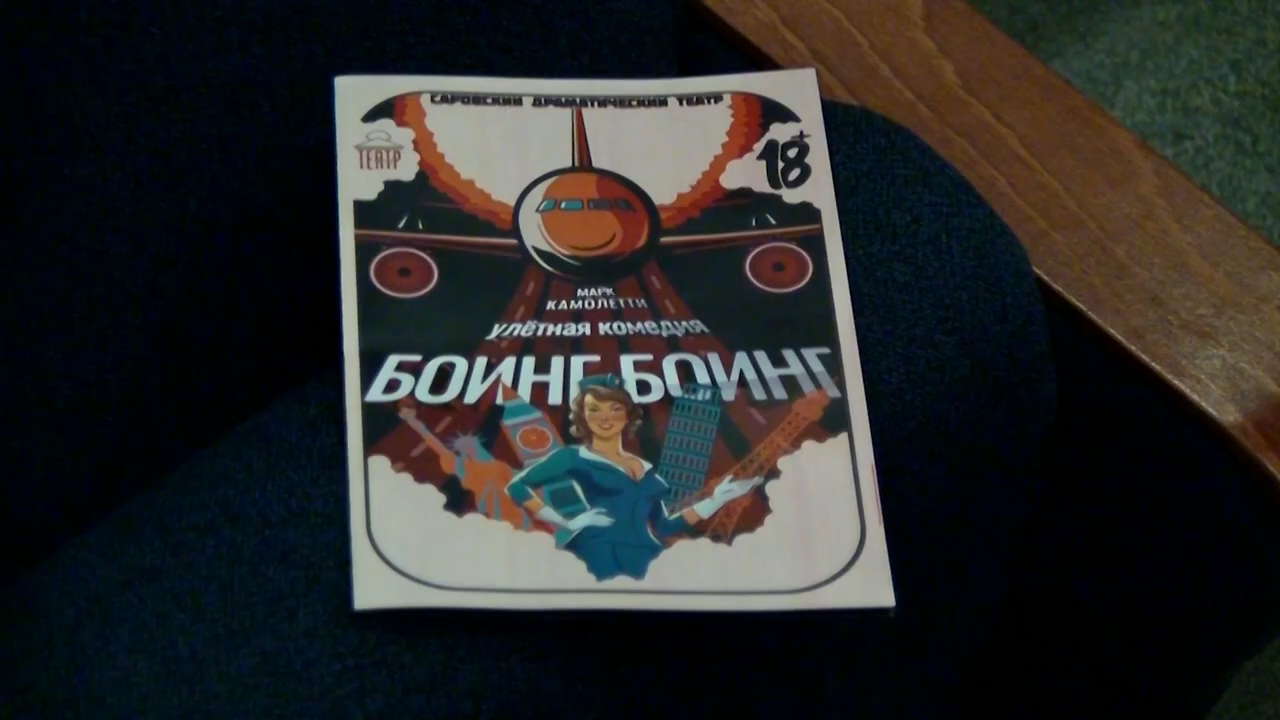 САРОВСКИЙ ДРАМАТИЧЕСКИЙ ТЕАТР
ТЕАТР
18+
МАРК
КАМОЛЕТТИ
улётная комедия
БОИНГ БОИНГ